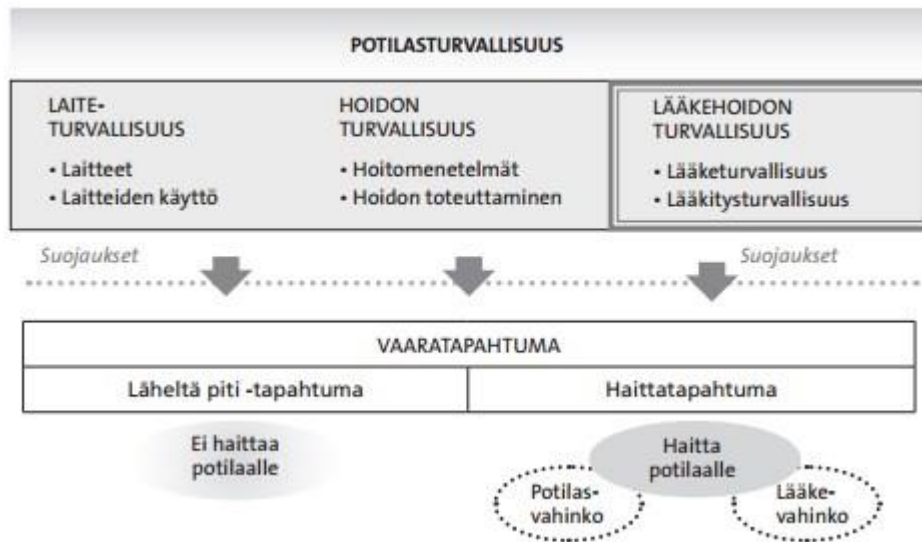 POTILASTURVALLISUUS
LAITE-
TURVALLISUUS
• Laitteet
• Laitteiden käyttö
HOIDON
TURVALLISUUS
• Hoitomenetelmät
• Hoidon toteuttaminen
LÄÄKEHOIDON
TURVALLISUUS
• Lääketurvallisuus
• Lääkitysturvallisuus
Suojaukset
Suojaukset
VAARATAPAHTUMA
Läheltä piti -tapahtuma
Haittatapahtuma
Ei haittaa
potilaalle
Haitta
potilaalle
Potilas-
vahinko
Lääke-
vahinko